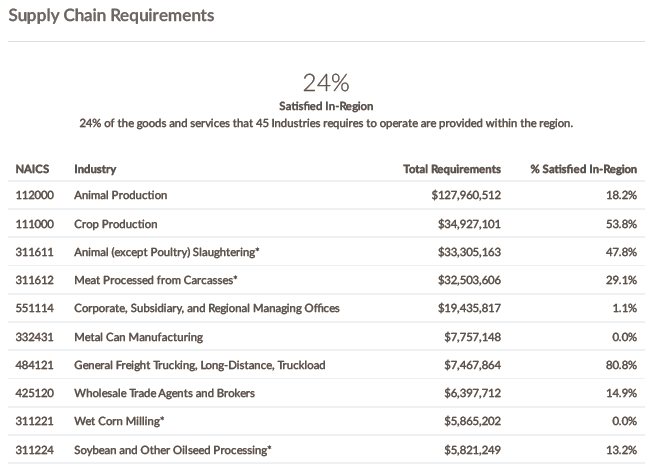 Supply Chain Requirements
24%
Satisfied In-Region
24% of the goods and services that 45 Industries requires to operate are provided within the region.
NAICS Industry Total Requirements % Satisfied In-Region
112000 Animal Production $127,960,512 18.2%
111000 Crop Production $34,927,101 53.8%
311611 Animal (except Poultry) Slaughtering* $33,305,163 47.8%
311612 Meat Processed from Carcasses* $32,503,606 29.1%
551114 Corporate, Subsidiary, and Regional Managing Offices $19,435,817 1.1%
332431 Metal Can Manufacturing $7,757,148 0.0%
484121 General Freight Trucking, Long-Distance, Truckload $7,467,864 80.8%
425120 Wholesale Trade Agents and Brokers $6,397,712 14.9%
311221 Wet Corn Milling* $5,865,202 0.0%
311224 Soybean and Other Oilseed Processing* $5,821,249 13.2%